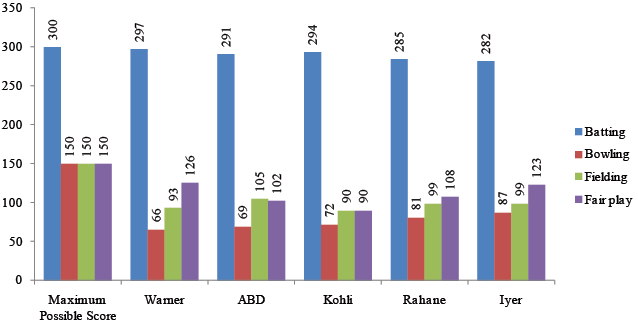 350
300
250
200
150
100
50
0
300
150
150
150
297
66
93
126
291
69
105
102
294
72
90
90
285
81
99
108
282
87
99
123
Maximum
Possible Score
Warner
ABD
Kohli
Rahane
Iyer
Batting
Bowling
Fielding
Fair play